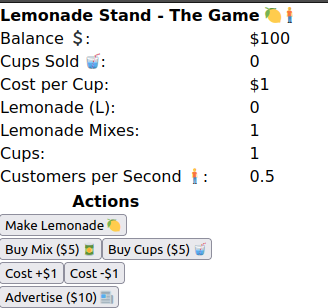 Lemonade Stand - The Game 🍋🧍
Balance 💲: $100
Cups Sold 🥤: 0
Cost per Cup: $1
Lemonade (L): 0
Lemonade Mixes: 1
Cups: 1
Customers per Second 🧍: 0.5
Actions
Make Lemonade 🍋
Buy Mix ($5) 🥫 Buy Cups ($5) 🥤
Cost +$1 Cost -$1
Advertise ($10) 📰